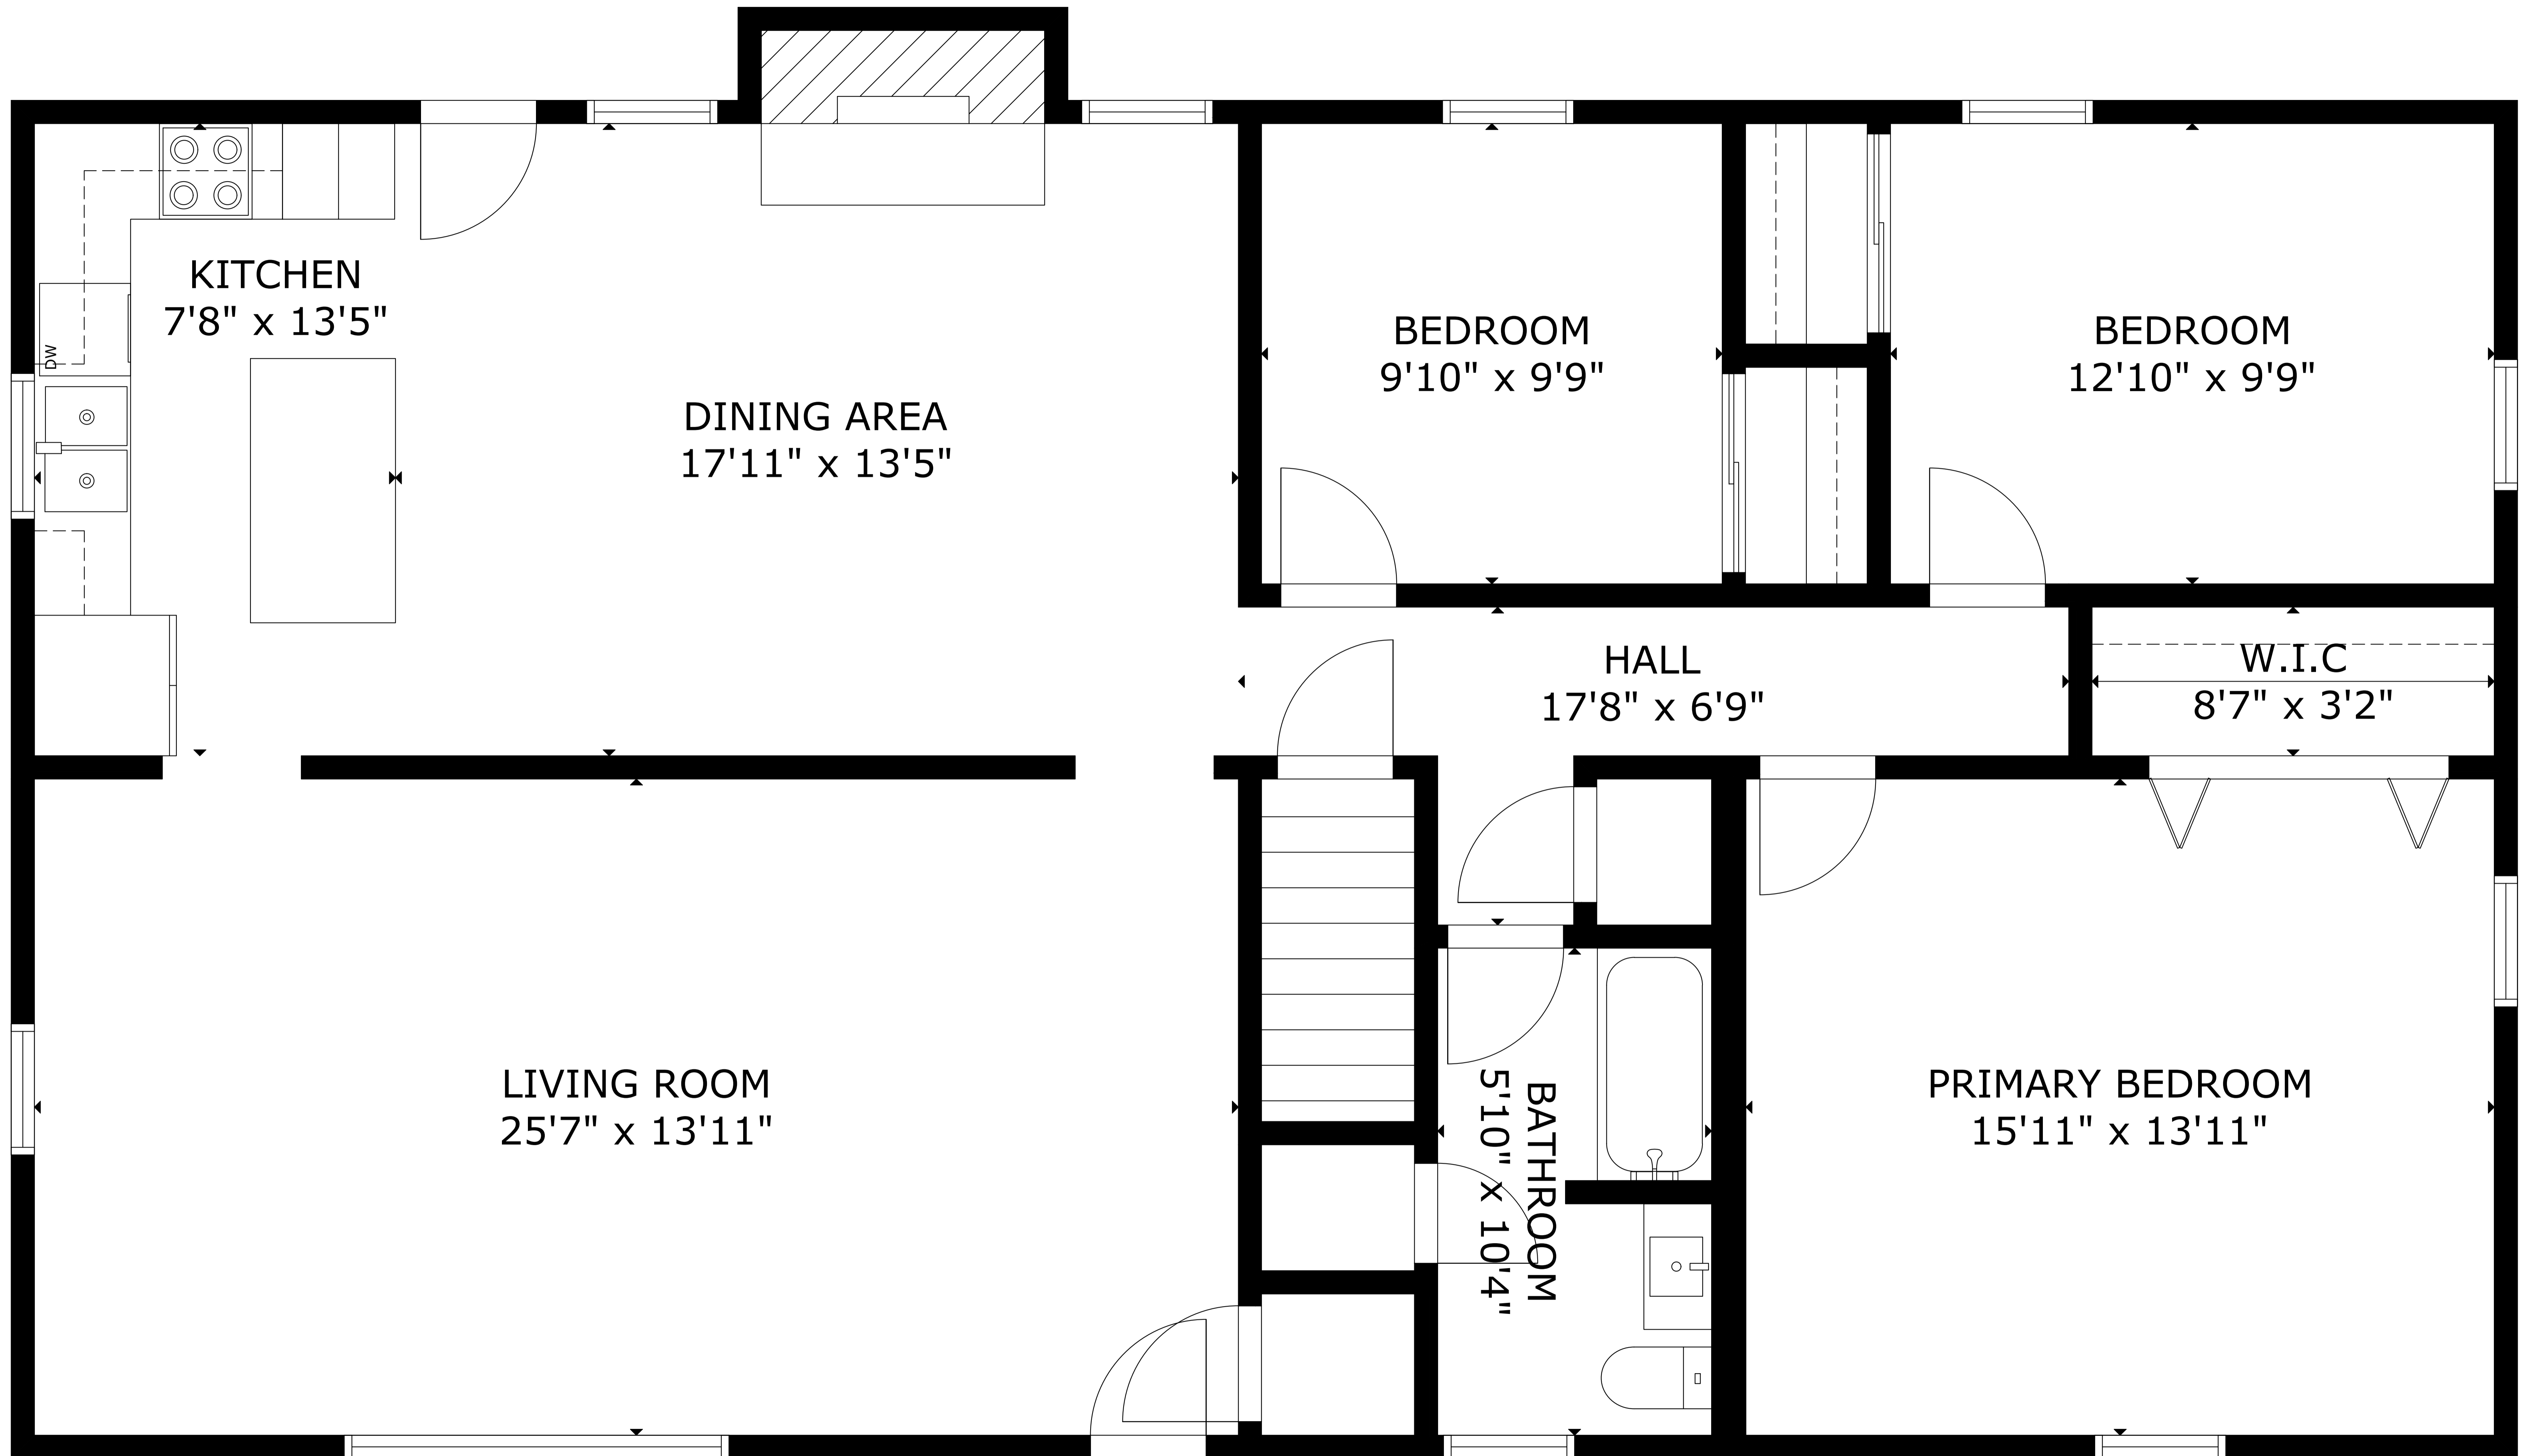 KITCHEN
7'8" x 13'5"
DW
DINING AREA
17'11" x 13'5"
BEDROOM
9'10" x 9'9"
BEDROOM
12'10" x 9'9"
HALL
17'8" x 6'9"
W.I.C
8'7" x 3'2"
LIVING ROOM
25'7" x 13'11"
BATHROOM
5'10" x 10'4"
PRIMARY BEDROOM
15'11" x 13'11"